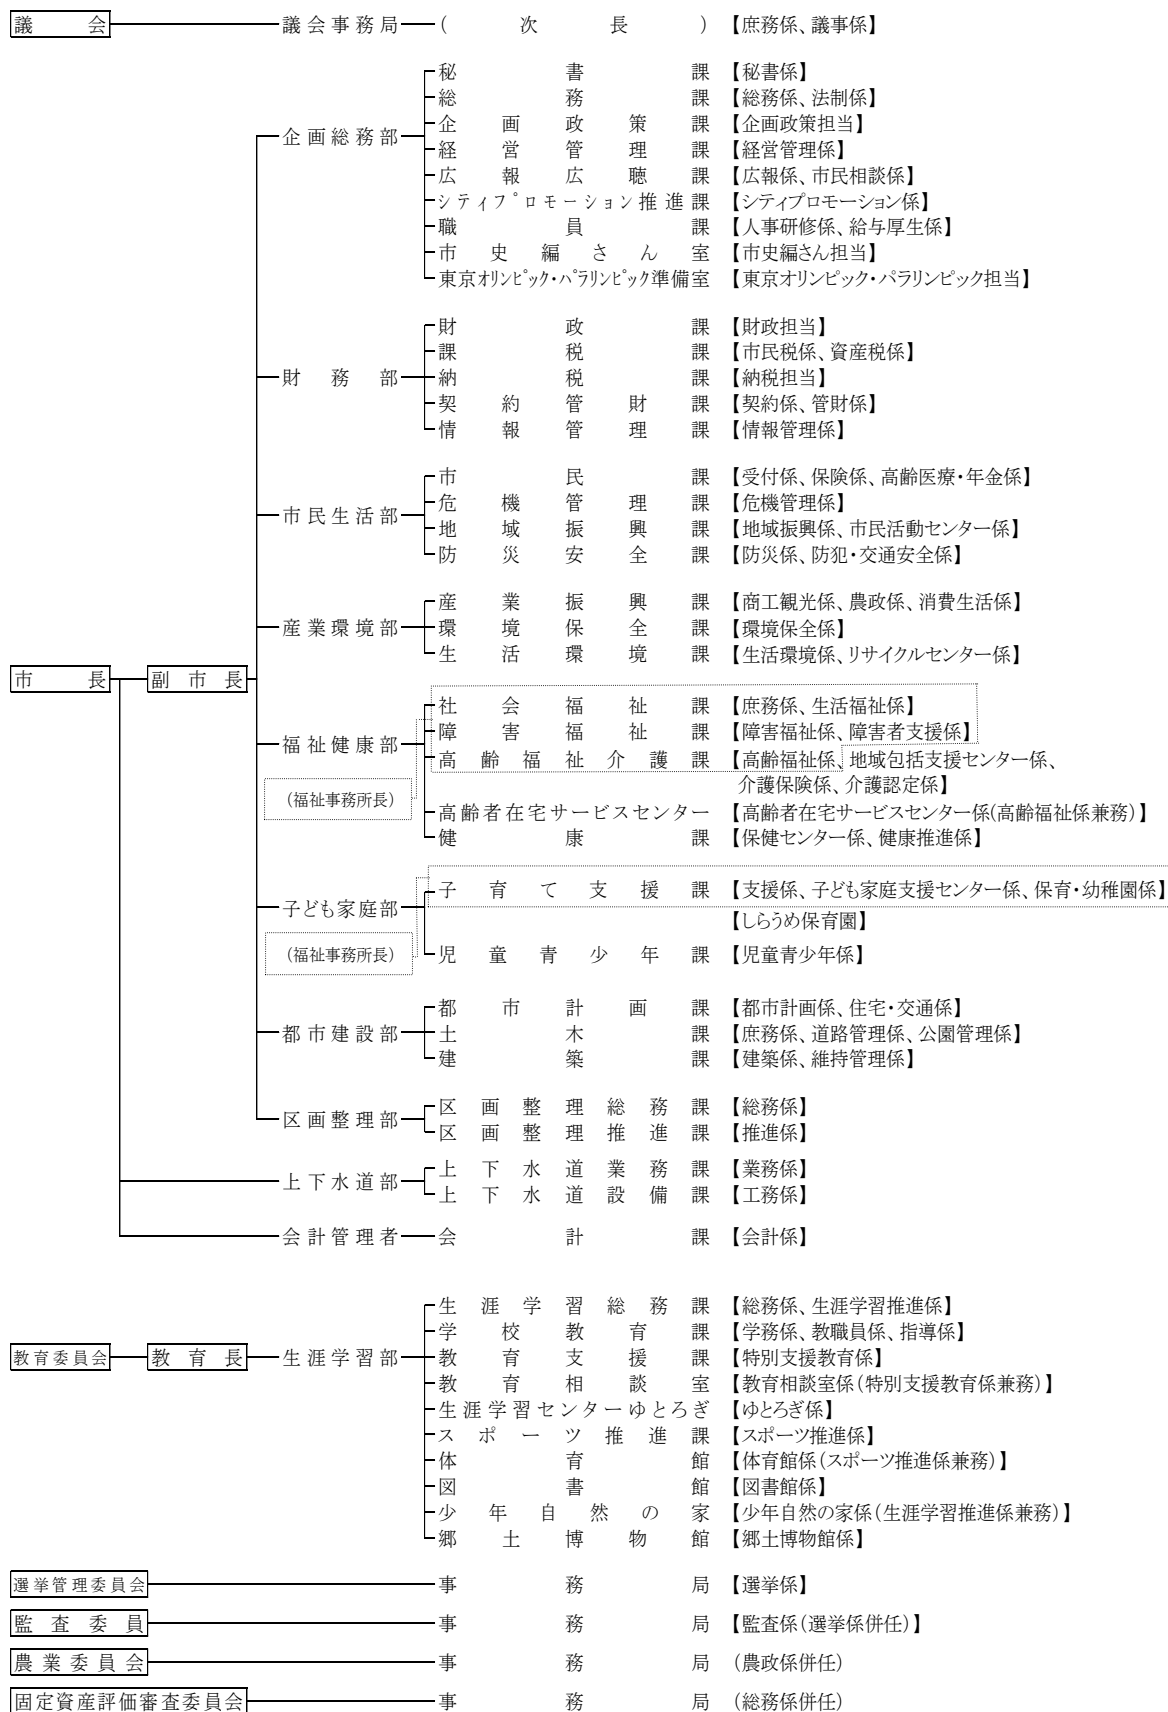 議会 議会事務局 (次長) 【庶務係、議事係】
秘書課 【秘書係】
総務課 【総務係、法制係】
企画政策課 【企画政策担当】
企画総務部 経営管理課 【経営管理係】
広報広聴課 【広報係、市民相談係】
シティプロモーション推進課 【シティプロモーション係】
職員課 【人事研修係、給与厚生係】
市史編さん室 【市史編さん担当】
東京オリンピック・パラリンピック準備室 【東京オリンピック・パラリンピック担当】
財政課 【財政担当】
課税課 【市民税係、資産税係】
財務部 納税課 【納税担当】
契約管財課 【契約係、管財係】
情報管理課 【情報管理係】
市民課 【受付係、保険係、高齢医療・年金係】
危機管理課 【危機管理係】
市民生活部 地域振興課 【地域振興係、市民活動センター係】
防災安全課 【防災係、防犯・交通安全係】
産業振興課 【商工観光係、農政係、消費生活係】
産業環境部 環境保全課 【環境保全係】
生活環境課 【生活環境係、リサイクルセンター係】
市長 副市長
社会福祉課 【庶務係、生活福祉係】
障害福祉課 【障害福祉係、障害者支援係】
福祉健康部 高齢福祉介護課 【高齢福祉係、地域包括支援センター係、
介護保険係、介護認定係】
(福祉事務所長)
高齢者在宅サービスセンター 【高齢者在宅サービスセンター係(高齢福祉係兼務)】
健康課 【保健センター係、健康推進係】
子育て支援課 【支援係、子ども家庭支援センター係、保育・幼稚園係】
子ども家庭部 【しらうめ保育園】
(福祉事務所長) 児童青少年課 【児童青少年係】
都市計画課 【都市計画係、住宅・交通係】
都市建設部 土木課 【庶務係、道路管理係、公園管理係】
建築課 【建築係、維持管理係】
区画整理部 区画整理総務課 【総務係】
区画整理推進課 【推進係】
上下水道部 上下水道業務課 【業務係】
上下水道設備課 【工務係】
会計管理者 会計課 【会計係】
生涯学習総務課 【総務係、生涯学習推進係】
学校教育課 【学務係、教職員係、指導係】
教育委員会 教育長 生涯学習部 教育支援課 【特別支援教育係】
教育相談室 【教育相談室係(特別支援教育係兼務)】
生涯学習センターゆとろぎ 【ゆとろぎ係】
スポーツ推進課 【スポーツ推進係】
体育館 【体育館係(スポーツ推進係兼務)】
図書館 【図書館係】
少年自然の家 【少年自然の家係(生涯学習推進係兼務)】
郷土博物館 【郷土博物館係】
選挙管理委員会 事務局 【選挙係】
監査委員 事務局 【監査係(選挙係併任)】
農業委員会 事務局 (農政係併任)
固定資産評価審査委員会 事務局 (総務係併任)